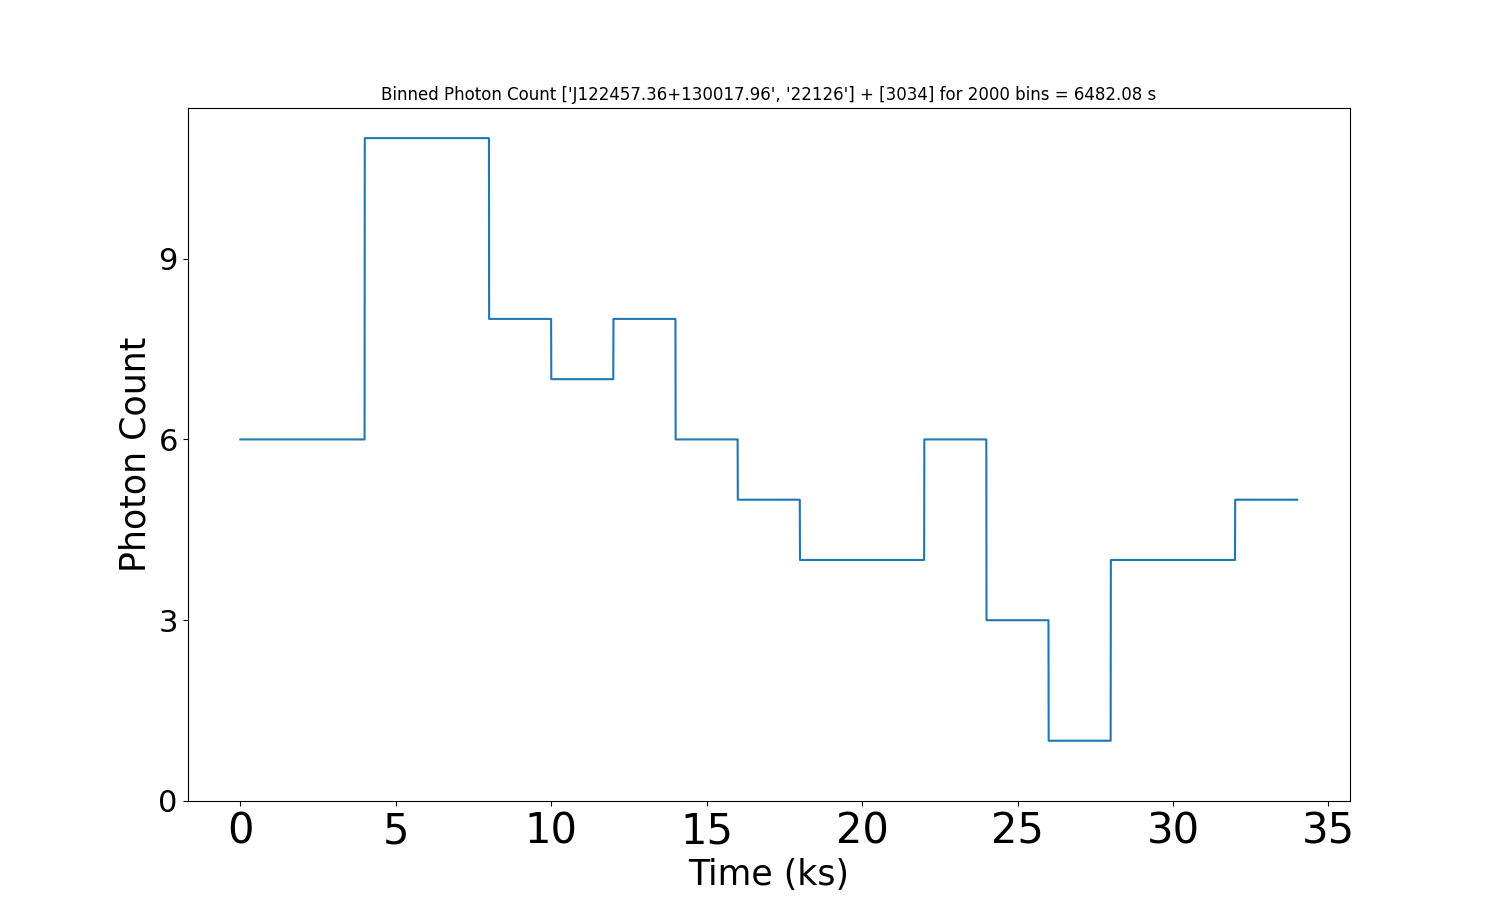 Binned Photon Count ['J122457.36+130017.96', '22126'] + [3034] for 2000 bins = 6482.08 s
9
6
3
0
Photon Count
0 5 10 15 20 25 30 35
Time (ks)